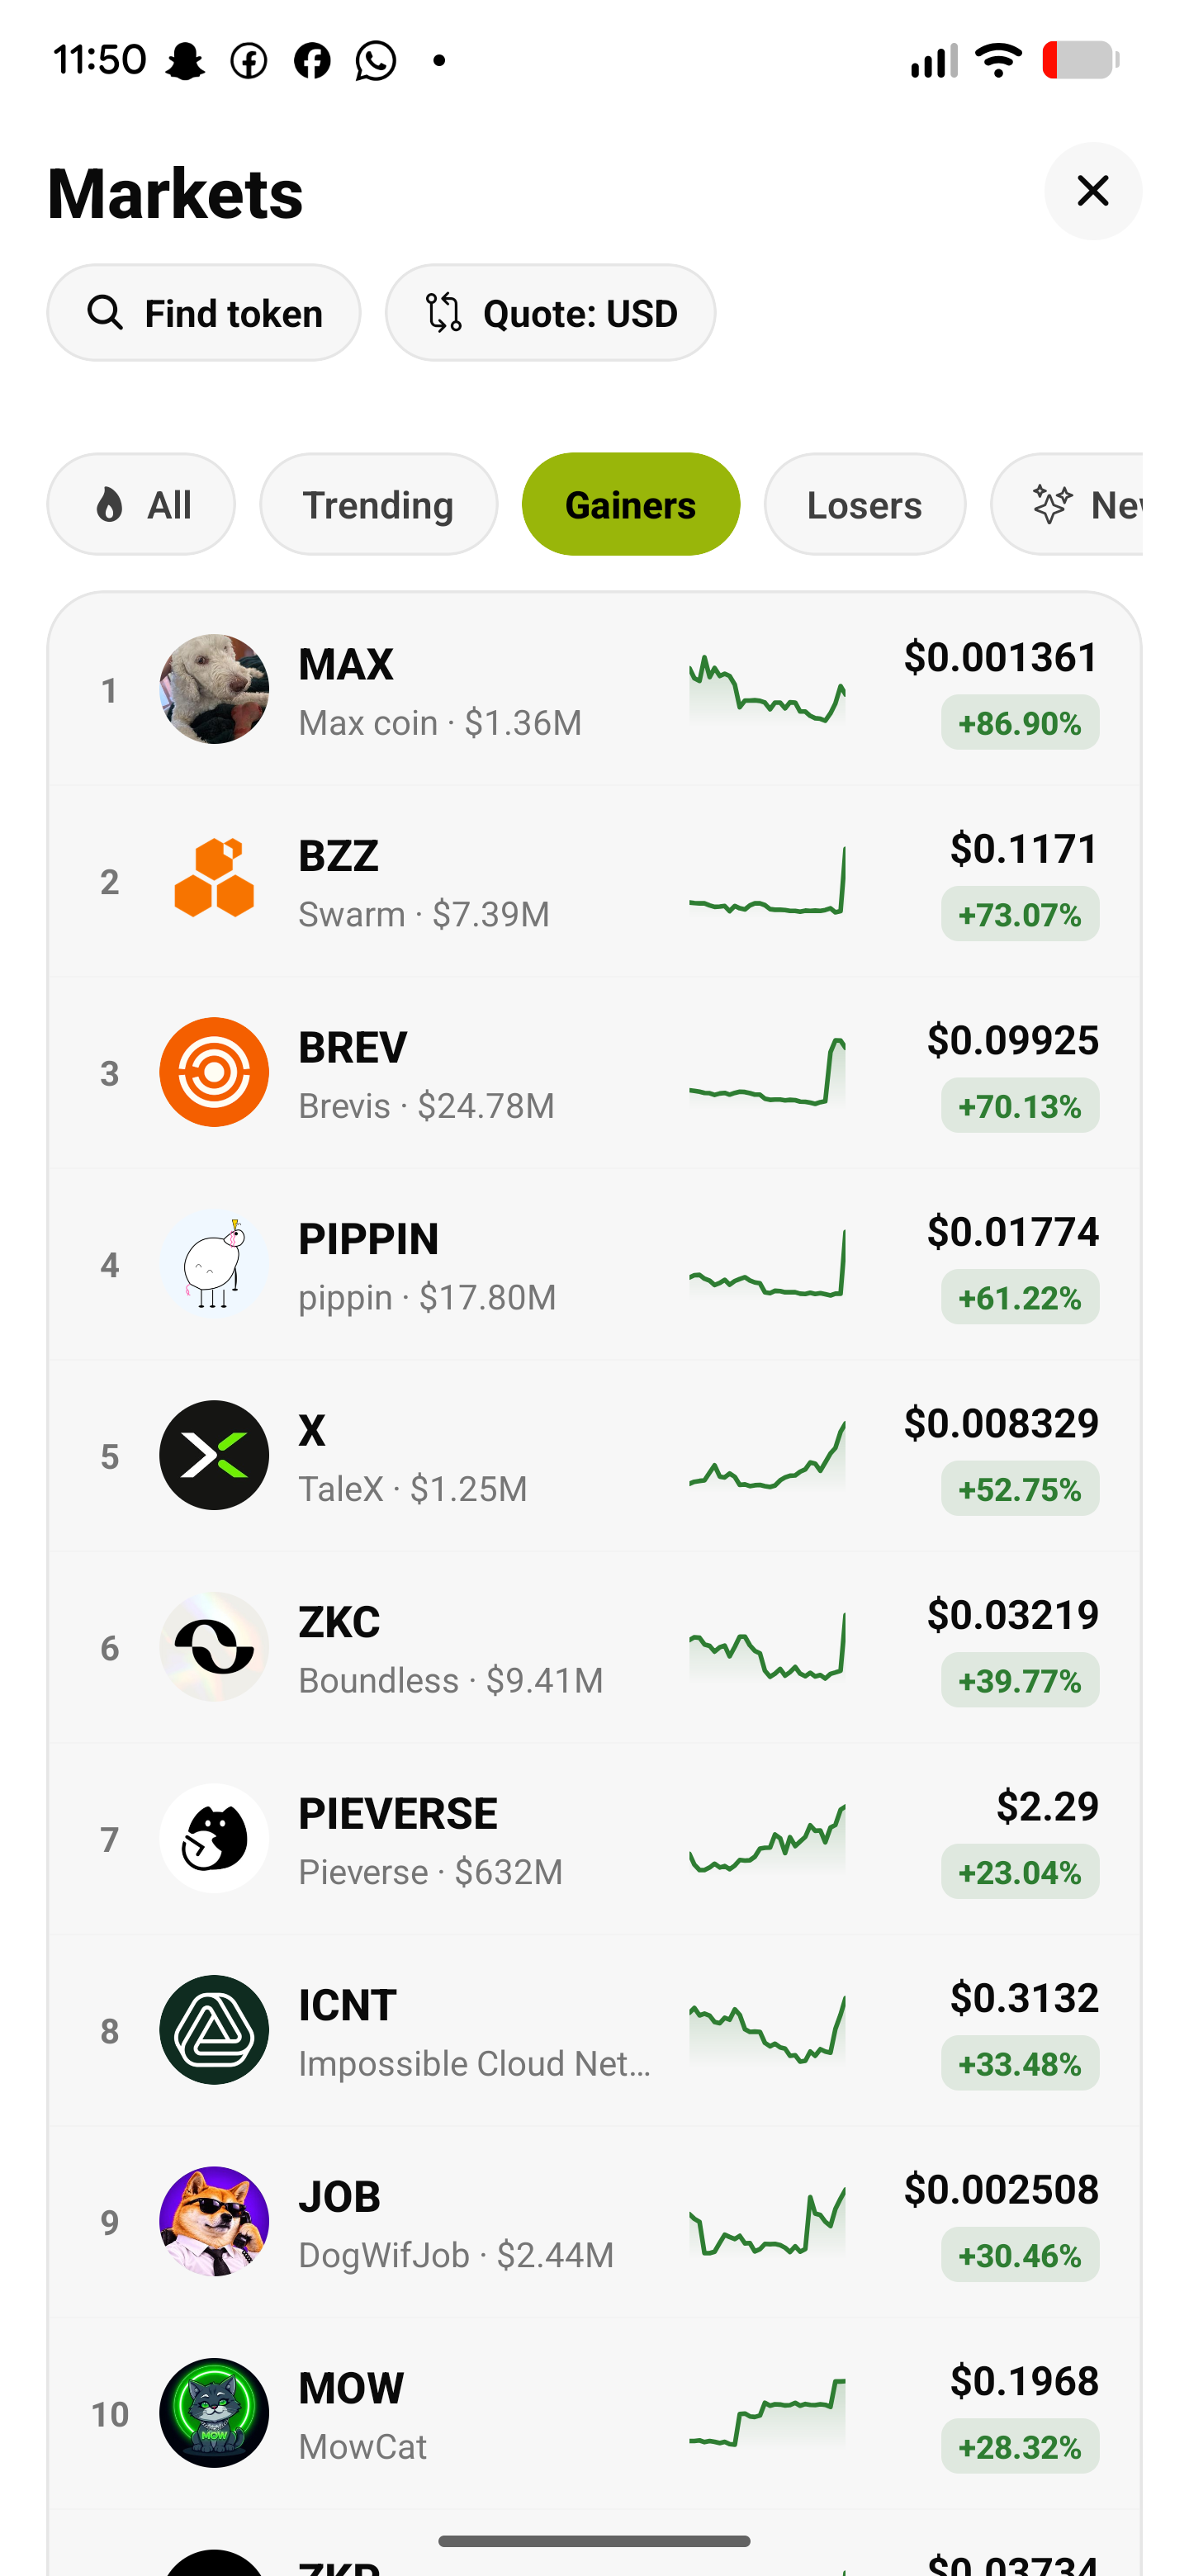 11:50
Markets
Find token
Quote: USD
All
Trending
Gainers
Losers
1
MAX
Max coin · $1.36M
$0.001361
+86.90%
2
BZZ
Swarm · $7.39M
$0.1171
+73.07%
3
BREV
Brevis · $24.78M
$0.09925
+70.13%
4
PIPPIN
pippin · $17.80M
$0.01774
+61.22%
5
X
TaleX · $1.25M
$0.008329
+52.75%
6
ZKC
Boundless · $9.41M
$0.03219
+39.77%
7
PIEVERSE
Pieverse · $632M
$2.29
+23.04%
8
ICNT
Impossible Cloud Net...
$0.3132
+33.48%
9
JOB
DogWifJob · $2.44M
$0.002508
+30.46%
10
MOW
MOW
MowCat
$0.1968
+28.32%
$0.03734